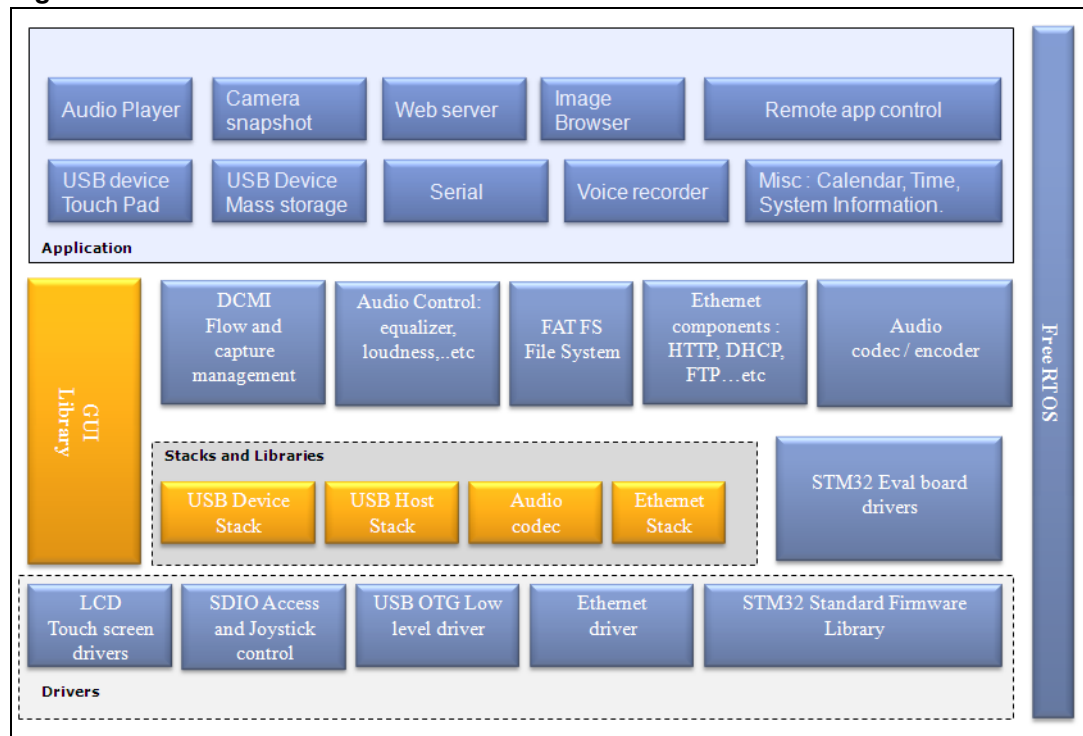 Audio Player
Camera
snapshot
Web server
Image
Browser
Remote app control
USB device
Touch Pad
USB Device
Mass storage
Serial
Voice recorder
Misc : Calendar, Time,
System Information.
Application
GUI
Library
DCMI
Flow and
capture
management
Audio Control:
equalizer,
loudness,..etc
FAT FS
File System
Ethernet
components :
HTTP, DHCP,
FTP…etc
Audio
codec / encoder
FreeRTOS
Stacks and Libraries
USB Device
Stack
USB Host
Stack
Audio
codec
Ethernet
Stack
STM32 Eval board
drivers
LCD
Touch screen
drivers
SDIO Access
and Joystick
control
USB OTG Low
level driver
Ethernet
driver
STM32 Standard Firmware
Library
Drivers